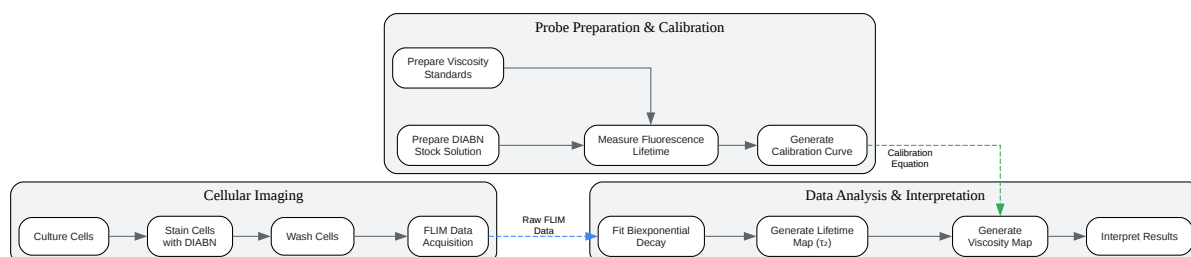 Probe Preparation & Calibration
Prepare Viscosity
Standards
Prepare DIABN
Stock Solution
Measure Fluorescence
Lifetime
Generate
Calibration Curve
Calibration
Equation
Cellular Imaging
Culture Cells
Stain Cells
with DIABN
Wash Cells
FLIM Data
Acquisition
Raw FLIM
Data
Data Analysis & Interpretation
Fit Biexponential
Decay
Generate Lifetime
Map (τ₂)
Generate
Viscosity Map
Interpret Results